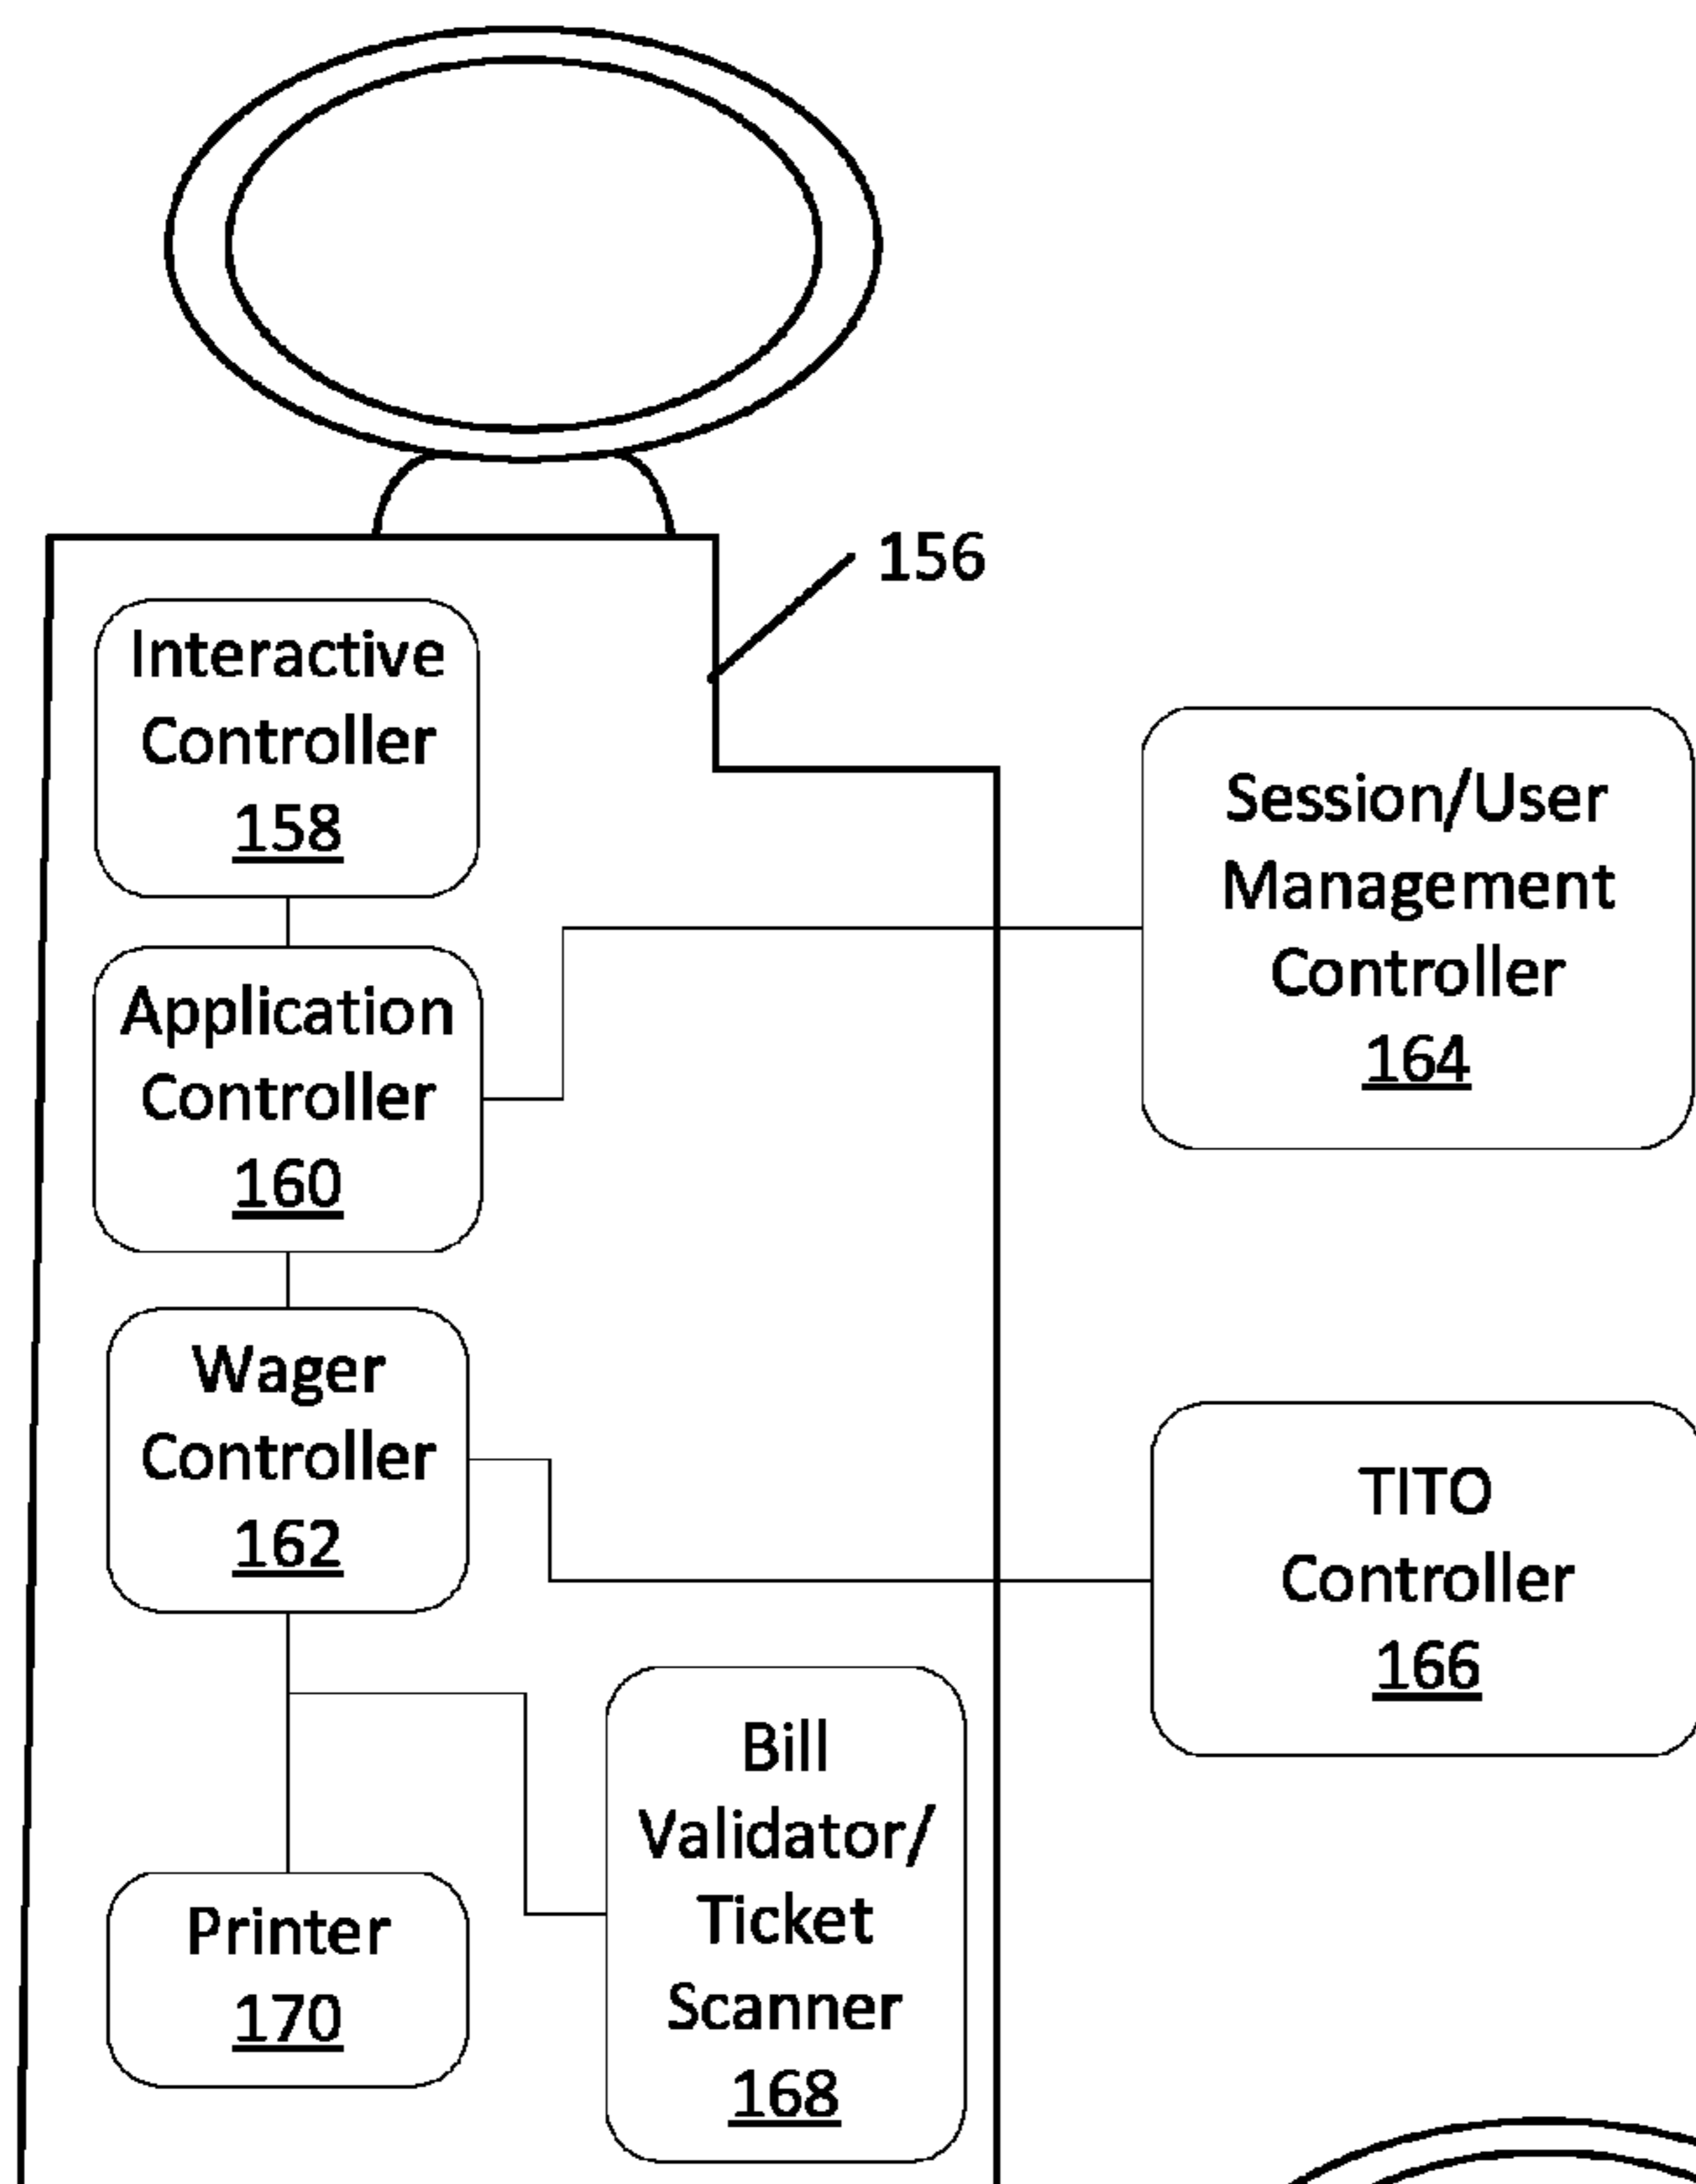 156
Interactive
Controller
158
Session/User
Management
Controller
164
Application
Controller
160
Wager
Controller
162
TITO
Controller
166
Bill
Validator/
Ticket
Scanner
168
Printer
170